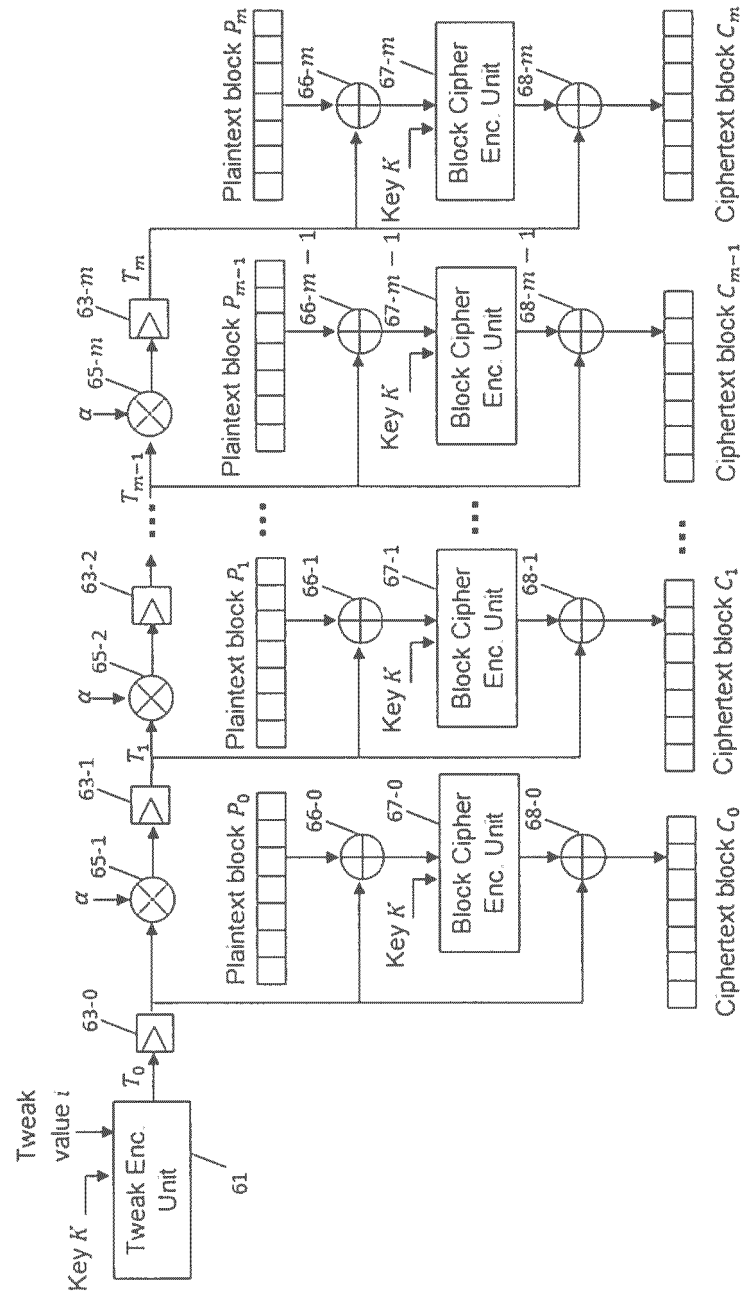 Key K
Tweak
value i
Tweak Enc.
Unit
61
T₀
63-0
α
65-1
63-1
T₁
α
65-2
63-2
...
Tₘ₋₁
α
65-m
63-m
Tₘ
Plaintext block P₀
66-0
Key K
67-0
Block Cipher
Enc. Unit
68-0
Ciphertext block C₀
Plaintext block P₁
66-1
Key K
67-1
Block Cipher
Enc. Unit
68-1
Ciphertext block C₁
...
...
...
Plaintext block Pₘ₋₁
66-m − 1
Key K
67-m − 1
Block Cipher
Enc. Unit
68-m − 1
Ciphertext block Cₘ₋₁
Plaintext block Pₘ
66-m
Key K
67-m
Block Cipher
Enc. Unit
68-m
Ciphertext block Cₘ